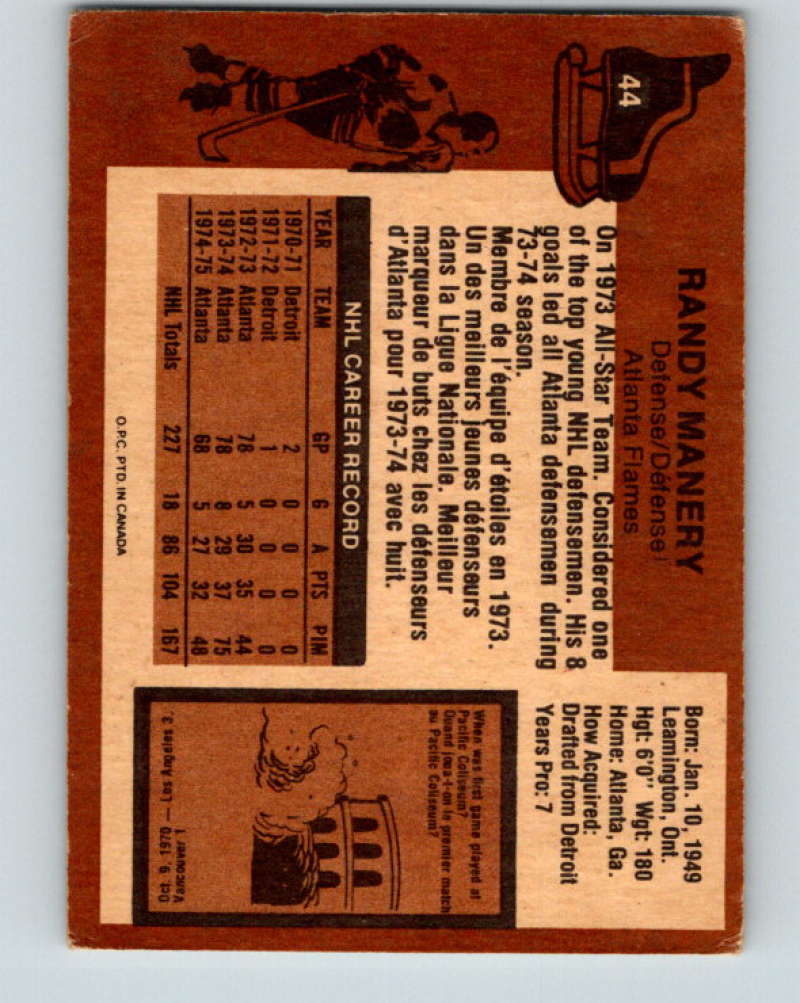 44
RANDY MANERY
Defense/Défense
Atlanta Flames
On 1973 All-Star Team. Considered one
of the top young NHL defensemen. His 8
goals led all Atlanta defensemen during
73-74 season.
Membre de l'équipe d'étoiles en 1973.
Un des meilleurs jeunes défenseurs
dans la Ligue Nationale. Meilleur
marqueur de buts chez les défenseurs
d'Atlanta pour 1973-74 avec huit.
Born: Jan. 10, 1949
Leamington, Ont.
Hgt: 6'0" Wgt: 180
Home: Atlanta, Ga.
How Acquired:
Drafted from Detroit
Years Pro: 7
NHL CAREER RECORD
YEAR TEAM GP G A PTS PIM
1970-71 Detroit 2 0 0 0 0
1971-72 Detroit 1 0 0 0 0
1972-73 Atlanta 78 5 30 35 44
1973-74 Atlanta 78 8 29 37 75
1974-75 Atlanta 68 5 27 32 48
NHL Totals 227 18 86 104 167
When was first game played at
Pacific Coliseum?
Quand joua-t-on le premier match
au Pacific Coliseum?
Oct. 9, 1970 — Los Angeles 3,
Vancouver 1
O.P.C. PTD. IN CANADA